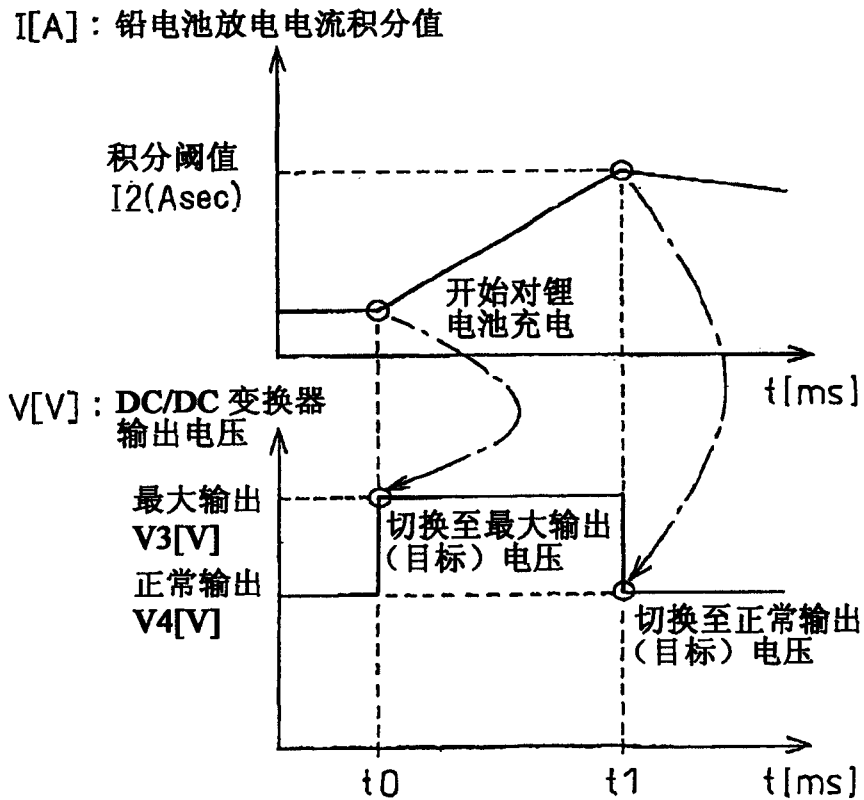 I[A]：铅电池放电电流积分值
积分阈值
I2(Asec)
开始对锂
电池充电
t[ms]
V[V]：DC/DC 变换器
输出电压
最大输出
V3[V]
切换至最大输出
（目标）电压
正常输出
V4[V]
切换至正常输出
（目标）电压
t0
t1
t[ms]